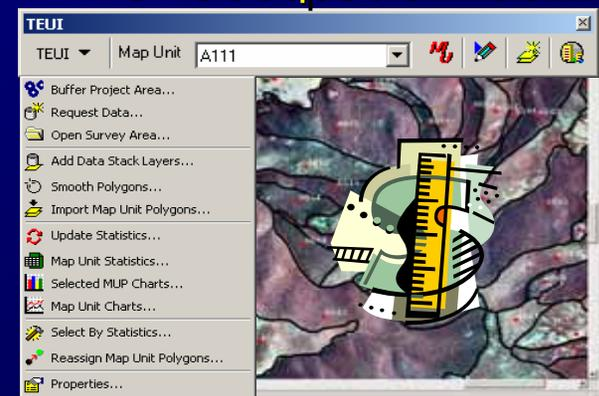 TEUI
TEUI Map Unit A111
Buffer Project Area...
Request Data...
Open Survey Area...
Add Data Stack Layers...
Smooth Polygons...
Import Map Unit Polygons...
Update Statistics...
Map Unit Statistics...
Selected MUP Charts...
Map Unit Charts...
Select By Statistics...
Reassign Map Unit Polygons...
Properties...